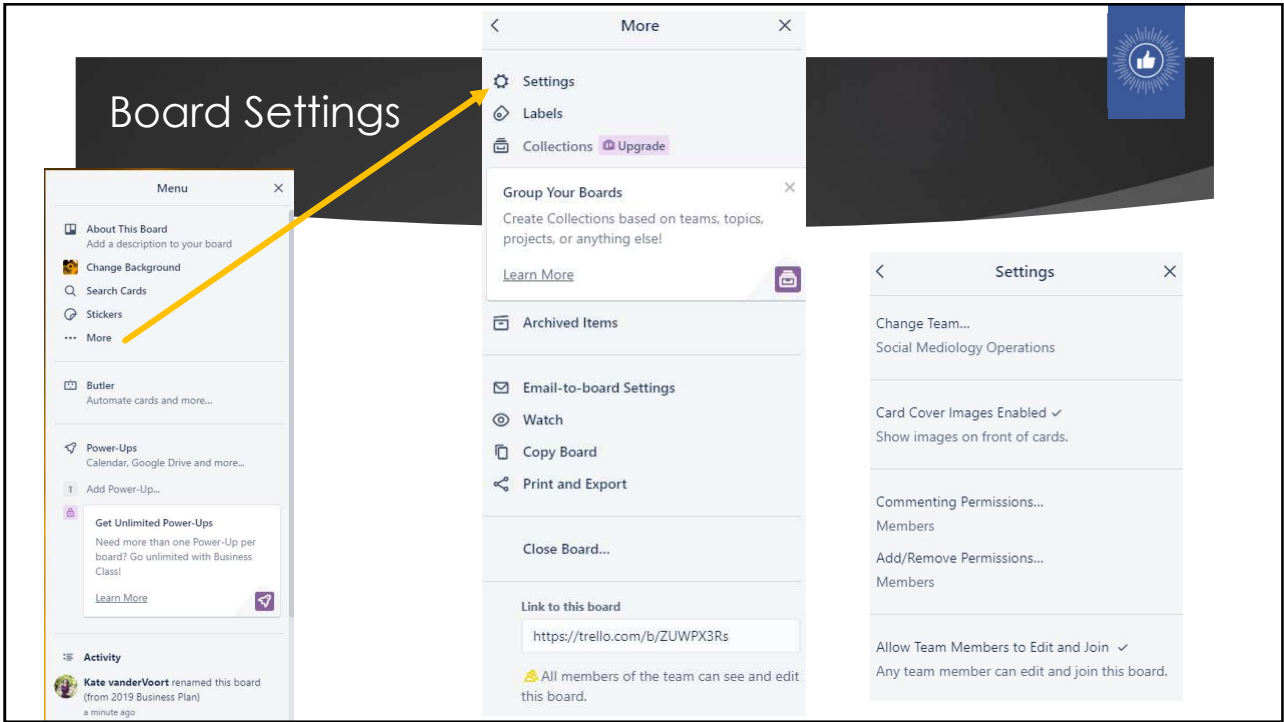 Board Settings
Menu
About This Board
Add a description to your board
Change Background
Search Cards
Stickers
More
Butler
Automate cards and more...
Power-Ups
Calendar, Google Drive and more...
1 Add Power-Up...
Get Unlimited Power-Ups
Need more than one Power-Up per
board? Go unlimited with Business
Class!
Learn More
Activity
Kate vanderVoort renamed this board
(from 2019 Business Plan)
a minute ago
More
Settings
Labels
Collections Upgrade
Group Your Boards
Create Collections based on teams, topics,
projects, or anything else!
Learn More
Archived Items
Email-to-board Settings
Watch
Copy Board
Print and Export
Close Board...
Link to this board
https://trello.com/b/ZUWPX3Rs
All members of the team can see and edit
this board.
Settings
Change Team...
Social Mediology Operations
Card Cover Images Enabled ✓
Show images on front of cards.
Commenting Permissions...
Members
Add/Remove Permissions...
Members
Allow Team Members to Edit and Join ✓
Any team member can edit and join this board.